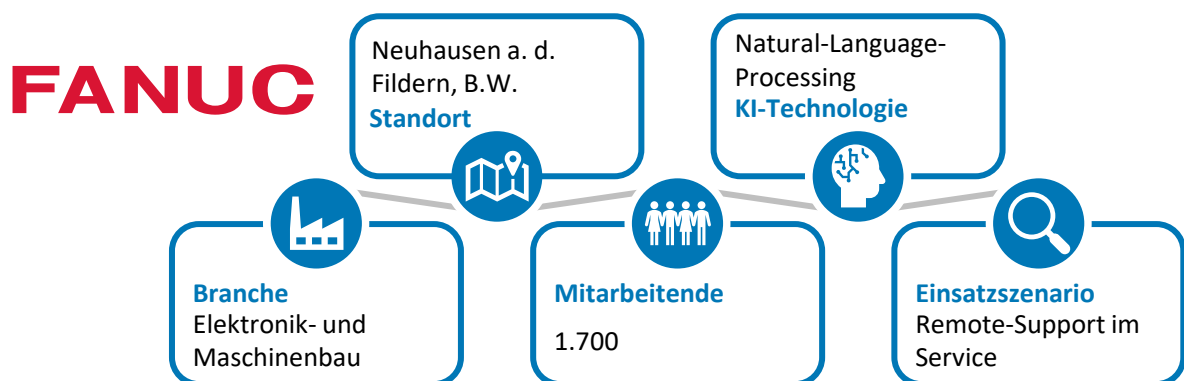 FANUC
Neuhausen a. d.
Fildern, B.W.
Standort
Natural-Language-
Processing
KI-Technologie
Branche
Elektronik- und
Maschinenbau
Mitarbeitende
1.700
Einsatzszenario
Remote-Support im
Service